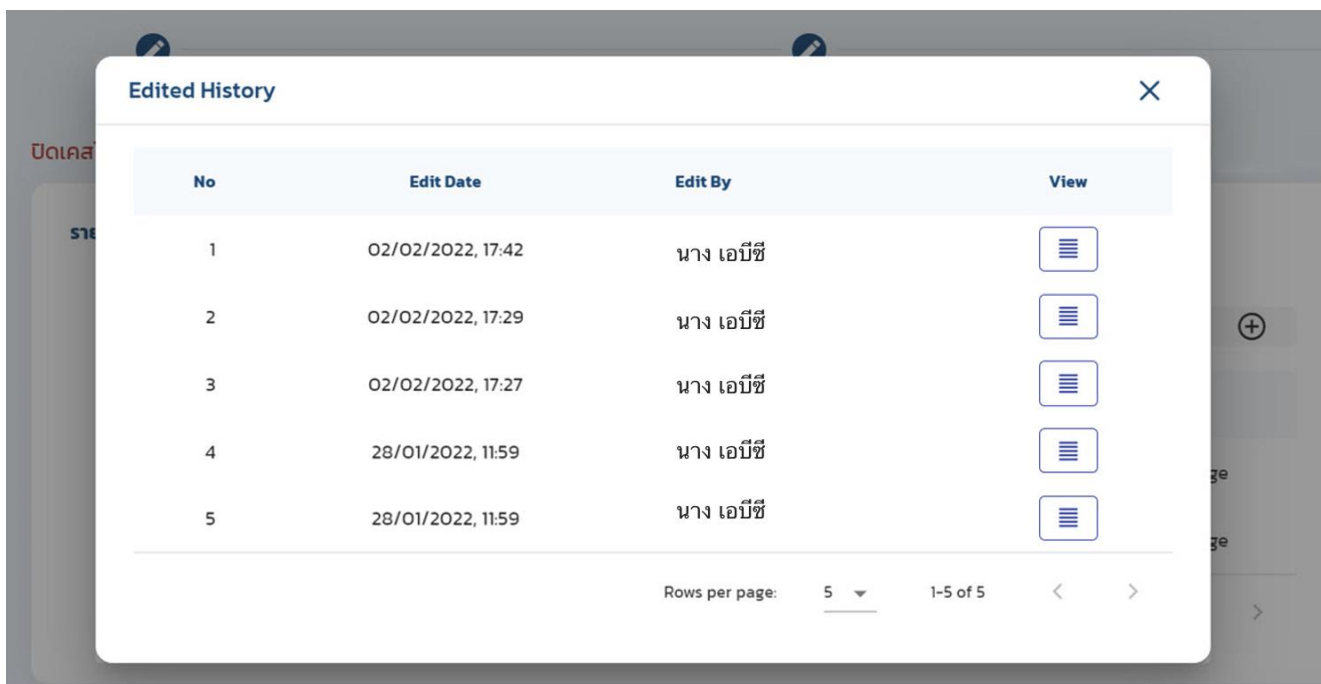 Edited History
ปิดเคส
ราย
No Edit Date Edit By View
1 02/02/2022, 17:42 นาง เอบีซี
2 02/02/2022, 17:29 นาง เอบีซี
3 02/02/2022, 17:27 นาง เอบีซี
4 28/01/2022, 11:59 นาง เอบีซี
ge
5 28/01/2022, 11:59 นาง เอบีซี
ge
Rows per page: 5 1-5 of 5